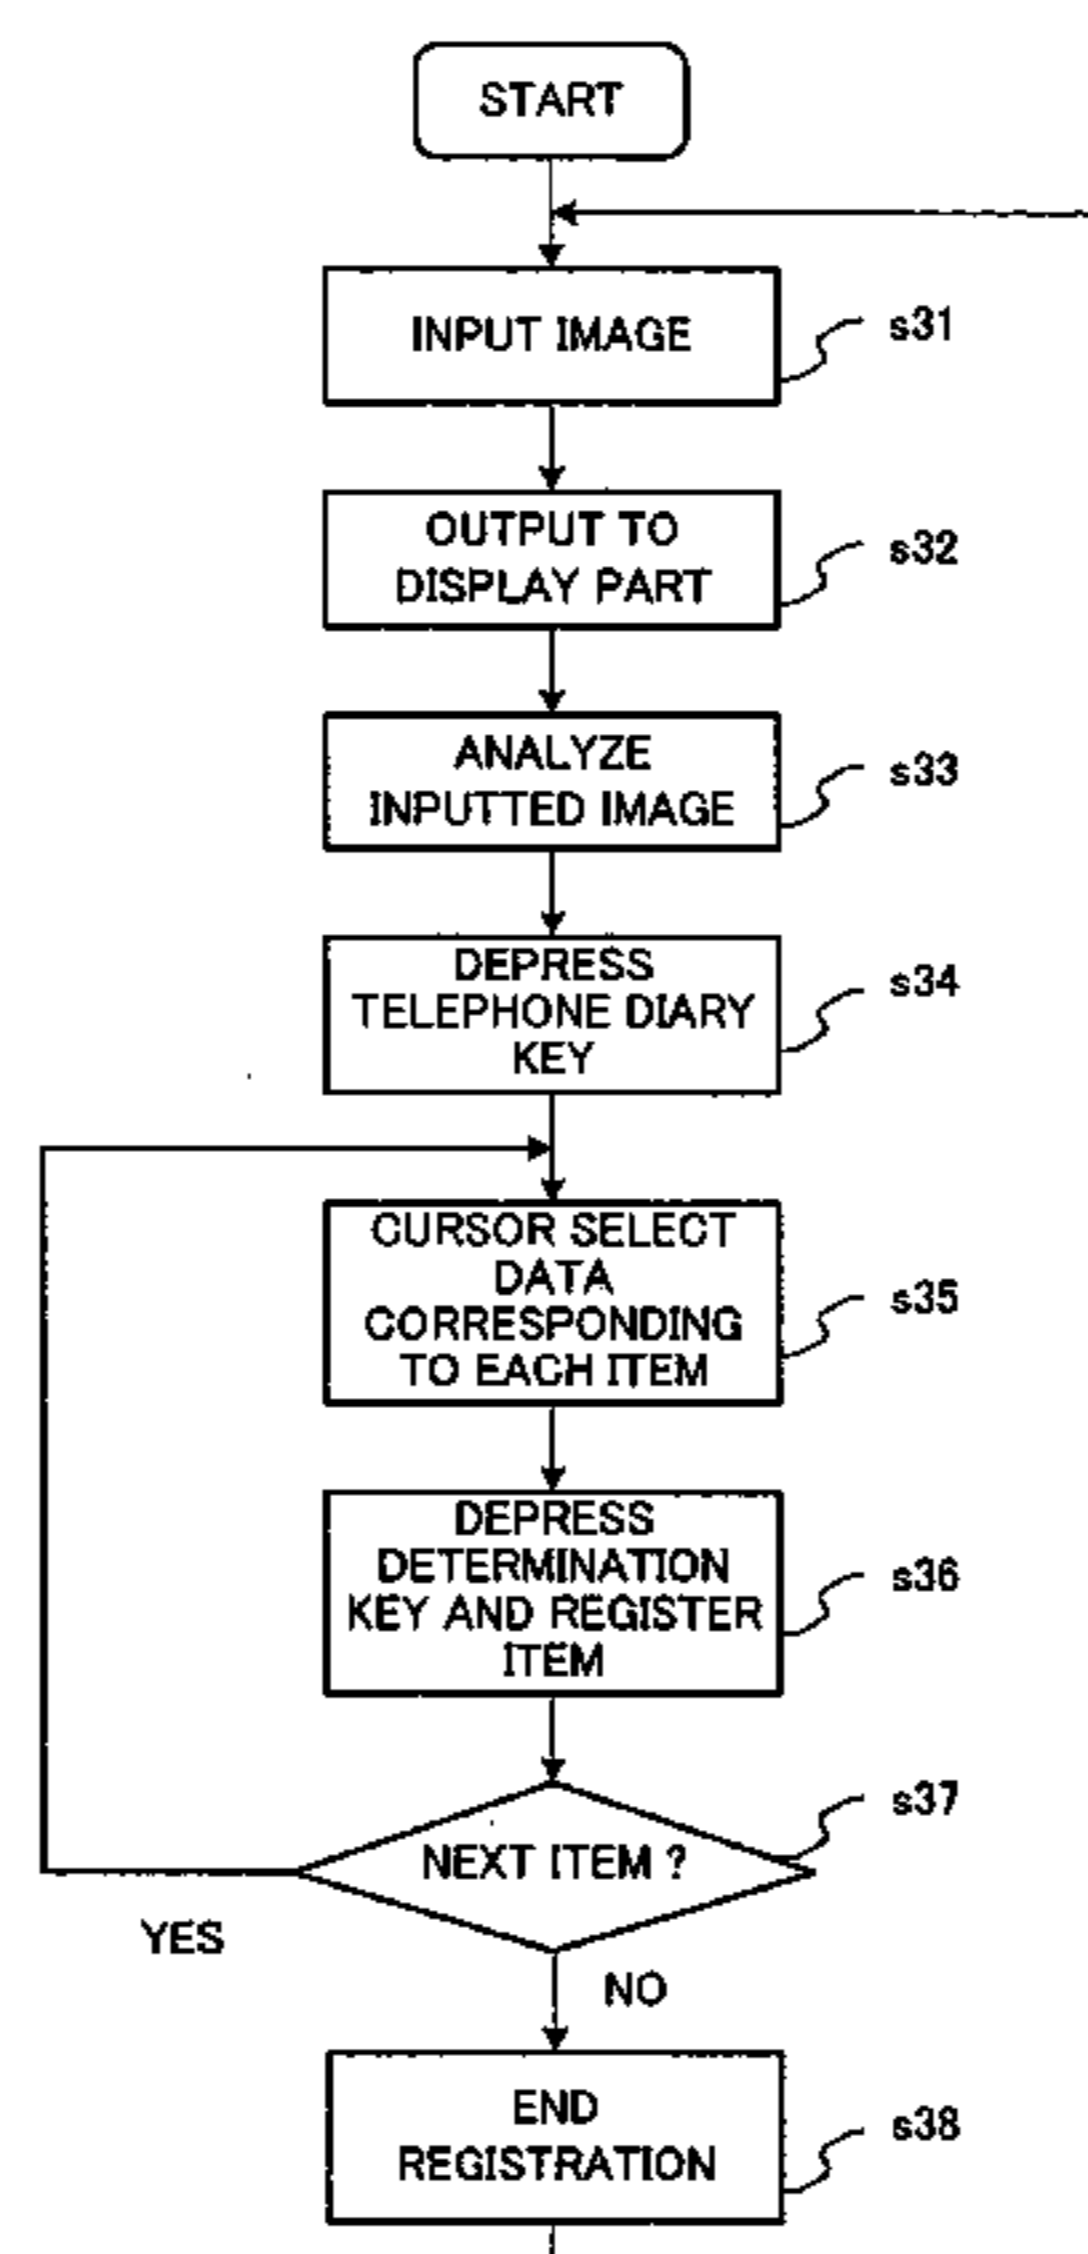 START
INPUT IMAGE
s31
OUTPUT TO
DISPLAY PART
s32
ANALYZE
INPUTTED IMAGE
s33
DEPRESS
TELEPHONE DIARY
KEY
s34
CURSOR SELECT
DATA
CORRESPONDING
TO EACH ITEM
s35
DEPRESS
DETERMINATION
KEY AND REGISTER
ITEM
s36
NEXT ITEM ?
s37
YES
NO
END
REGISTRATION
s38